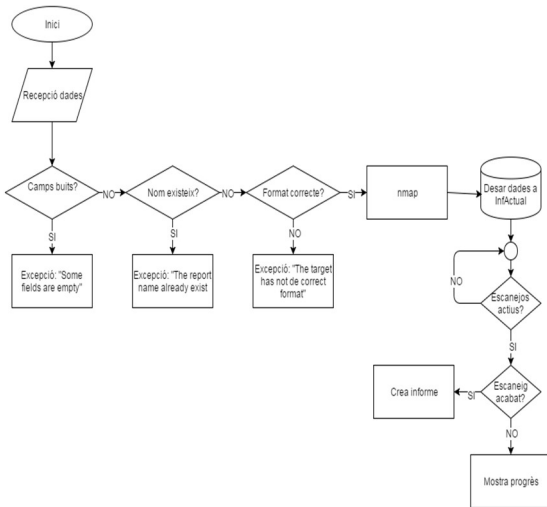 Inici
Recepció dades
Camps buits?
NO
Nom existeix?
NO
Format correcte?
SI
nmap
Desar dades a
InfActual
SI
SI
NO
Excepció: "Some
fields are empty"
Excepció: "The report
name already exist
Excepció: "The target
has not de correct
format"
NO
Escanejos
actius?
SI
Escaneig
acabat?
SI
Crea informe
NO
Mostra progrès